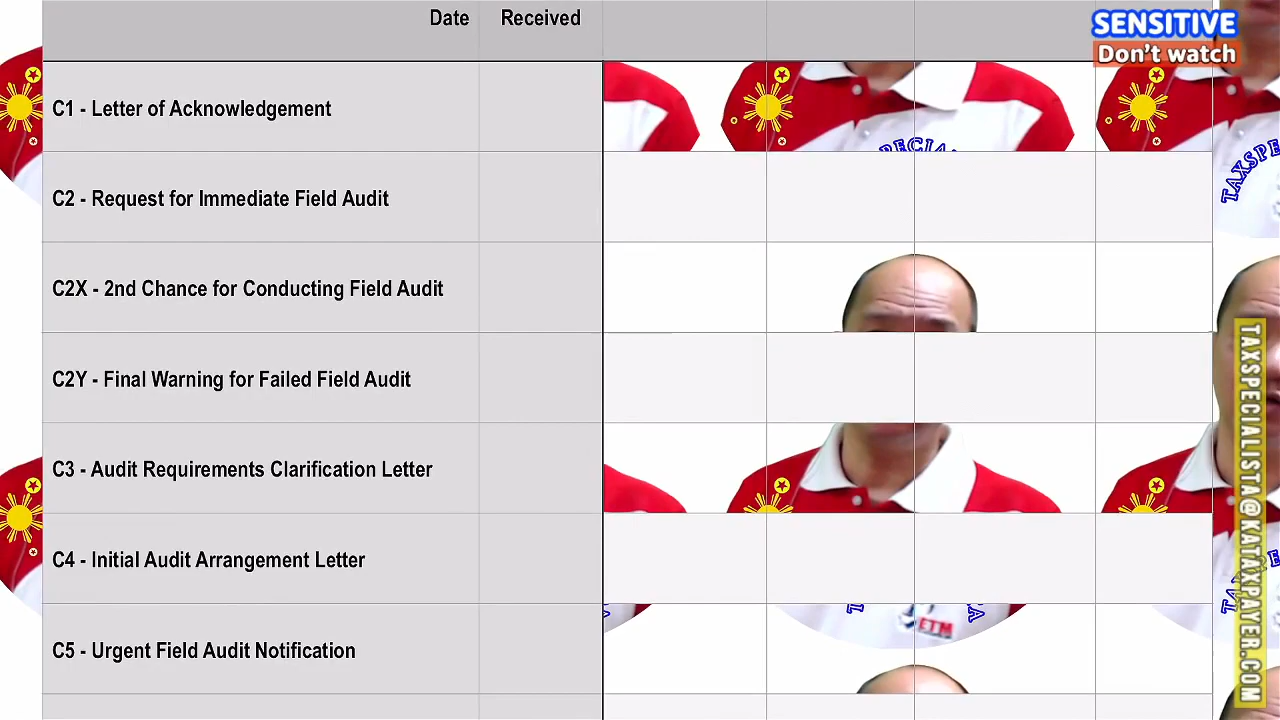 Date Received
SENSITIVE
Don't watch
C1 - Letter of Acknowledgement
C2 - Request for Immediate Field Audit
C2X - 2nd Chance for Conducting Field Audit
C2Y - Final Warning for Failed Field Audit
C3 - Audit Requirements Clarification Letter
C4 - Initial Audit Arrangement Letter
C5 - Urgent Field Audit Notification
ETM
TAXSPECIALISTA@KATAXPAYER.COM